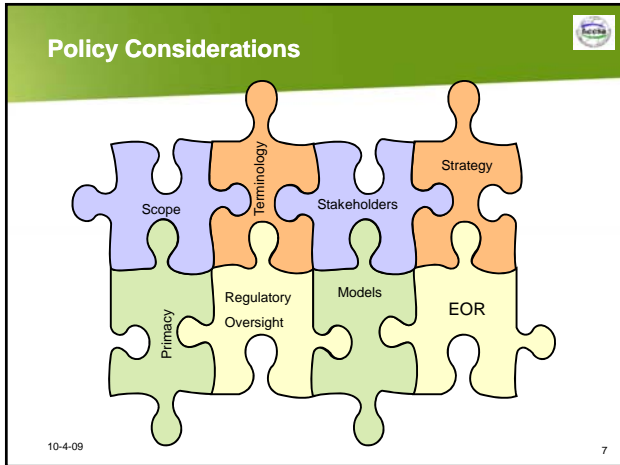 Policy Considerations
Scope
Terminology
Stakeholders
Strategy
Primacy
Regulatory
Oversight
Models
EOR
10-4-09
7